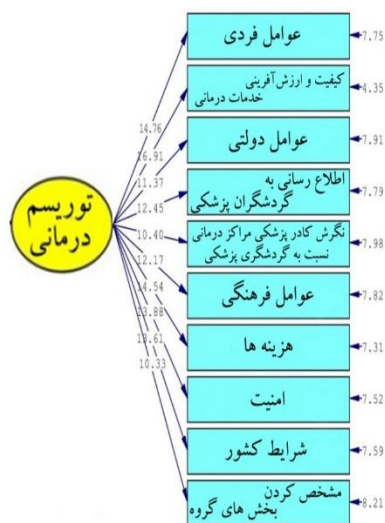 عوامل فردی
7.75
کیفیت و ارزش‌آفرینی
خدمات درمانی
4.35
14.76
16.91
عوامل دولتی
7.91
11.37
اطلاع رسانی به
گردشگران پزشکی
7.79
12.45
توریسم
درمانی
10.40
نگرش کادر پزشکی مراکز درمانی
نسبت به گردشگری پزشکی
7.98
12.17
عوامل فرهنگی
7.82
14.54
13.88
هزینه ها
7.31
13.61
10.33
امنیت
7.52
شرایط کشور
7.59
مشخص کردن
بخش های گروه
8.21